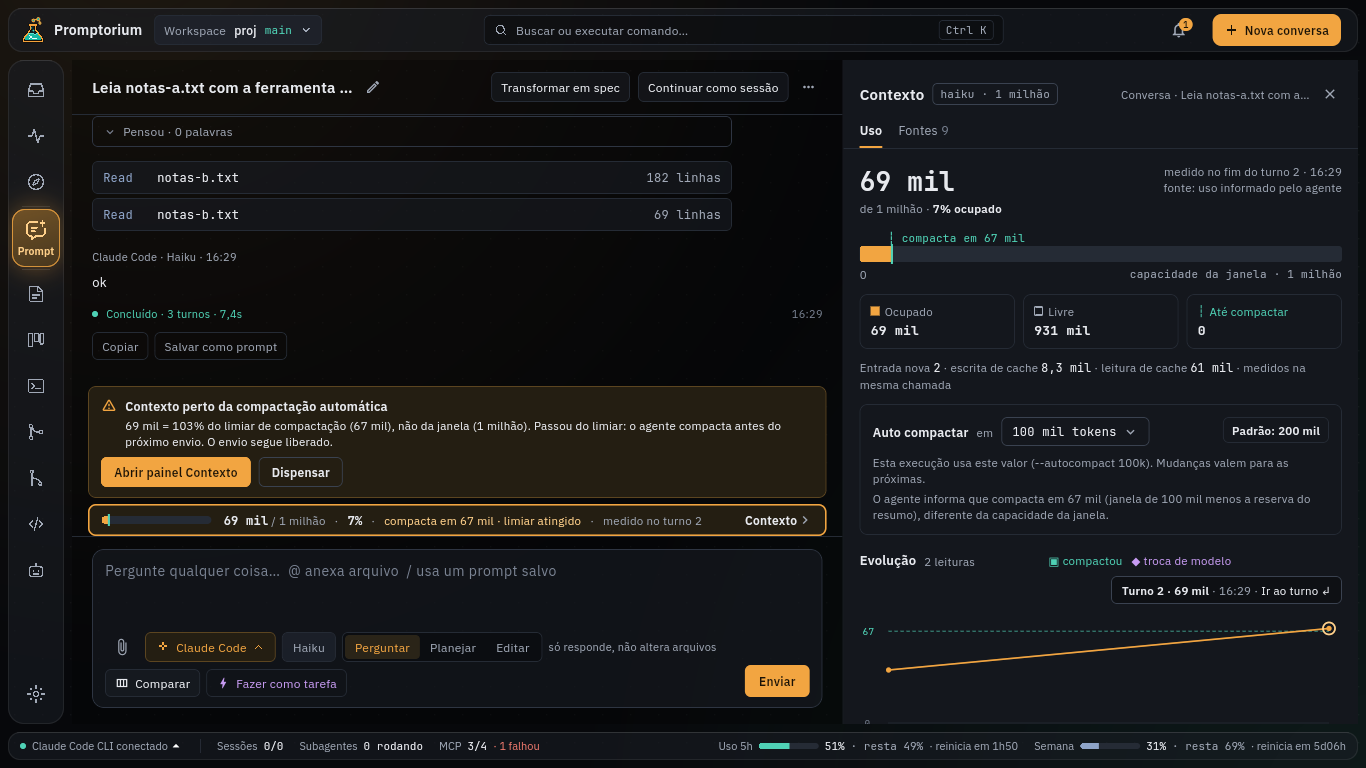 Promptorium
Workspace proj main
Buscar ou executar comando...
Ctrl K
1
Nova conversa
Leia notas-a.txt com a ferramenta ...
Transformar em spec
Continuar como sessão
Pensou · 0 palavras
Read notas-b.txt 182 linhas
Read notas-b.txt 69 linhas
Claude Code · Haiku · 16:29
ok
Concluído · 3 turnos · 7,4s
16:29
Copiar
Salvar como prompt
Contexto perto da compactação automática
69 mil = 103% do limiar de compactação (67 mil), não da janela (1 milhão). Passou do limiar: o agente compacta antes do
próximo envio. O envio segue liberado.
Abrir painel Contexto
Dispensar
69 mil / 1 milhão · 7% · compacta em 67 mil · limiar atingido · medido no turno 2
Contexto
Pergunte qualquer coisa... @ anexa arquivo / usa um prompt salvo
Claude Code
Haiku
Perguntar
Planejar
Editar
só responde, não altera arquivos
Comparar
Fazer como tarefa
Enviar
Prompt
Contexto
haiku · 1 milhão
Conversa · Leia notas-a.txt com a...
Uso
Fontes 9
69 mil
medido no fim do turno 2 · 16:29
fonte: uso informado pelo agente
de 1 milhão · 7% ocupado
compacta em 67 mil
0
capacidade da janela · 1 milhão
Ocupado
69 mil
Livre
931 mil
Até compactar
0
Entrada nova 2 · escrita de cache 8,3 mil · leitura de cache 61 mil · medidos na
mesma chamada
Auto compactar em
100 mil tokens
Padrão: 200 mil
Esta execução usa este valor (--autocompact 100k). Mudanças valem para as
próximas.
O agente informa que compacta em 67 mil (janela de 100 mil menos a reserva do
resumo), diferente da capacidade da janela.
Evolução 2 leituras
compactou
troca de modelo
Turno 2 · 69 mil · 16:29 · Ir ao turno ↲
67
0
Claude Code CLI conectado
Sessões 0/0
Subagentes 0 rodando
MCP 3/4 · 1 falhou
Uso 5h 51% · resta 49% · reinicia em 1h50
Semana 31% · resta 69% · reinicia em 5d06h